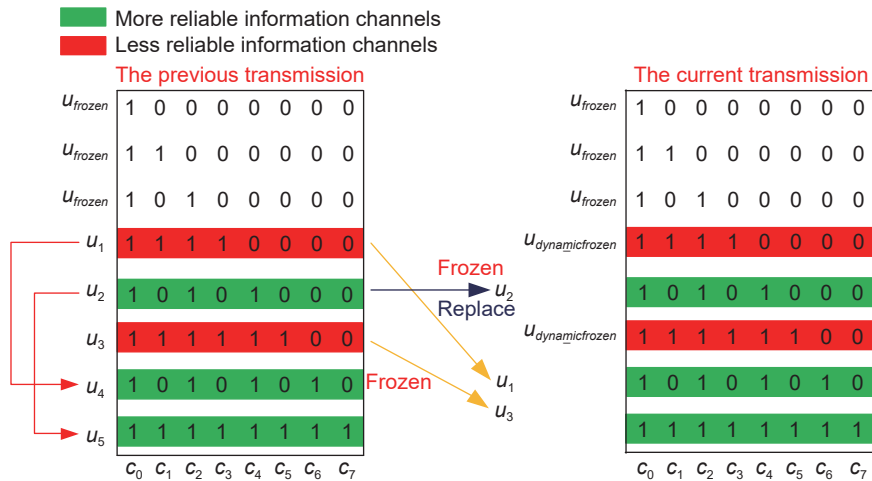 More reliable information channels
Less reliable information channels
The previous transmission
u_frozen 1 0 0 0 0 0 0 0
u_frozen 1 1 0 0 0 0 0 0
u_frozen 1 0 1 0 0 0 0 0
u_1 1 1 1 1 0 0 0 0
u_2 1 0 1 0 1 0 0 0
u_3 1 1 1 1 1 1 0 0
u_4 1 0 1 0 1 0 1 0
u_5 1 1 1 1 1 1 1 1
c_0 c_1 c_2 c_3 c_4 c_5 c_6 c_7
Frozen
Replace
Frozen
u_2
u_1
u_3
The current transmission
u_frozen 1 0 0 0 0 0 0 0
u_frozen 1 1 0 0 0 0 0 0
u_frozen 1 0 1 0 0 0 0 0
u_dynamicfrozen 1 1 1 1 0 0 0 0
1 0 1 0 1 0 0 0
u_dynamicfrozen 1 1 1 1 1 1 0 0
1 0 1 0 1 0 1 0
1 1 1 1 1 1 1 1
c_0 c_1 c_2 c_3 c_4 c_5 c_6 c_7